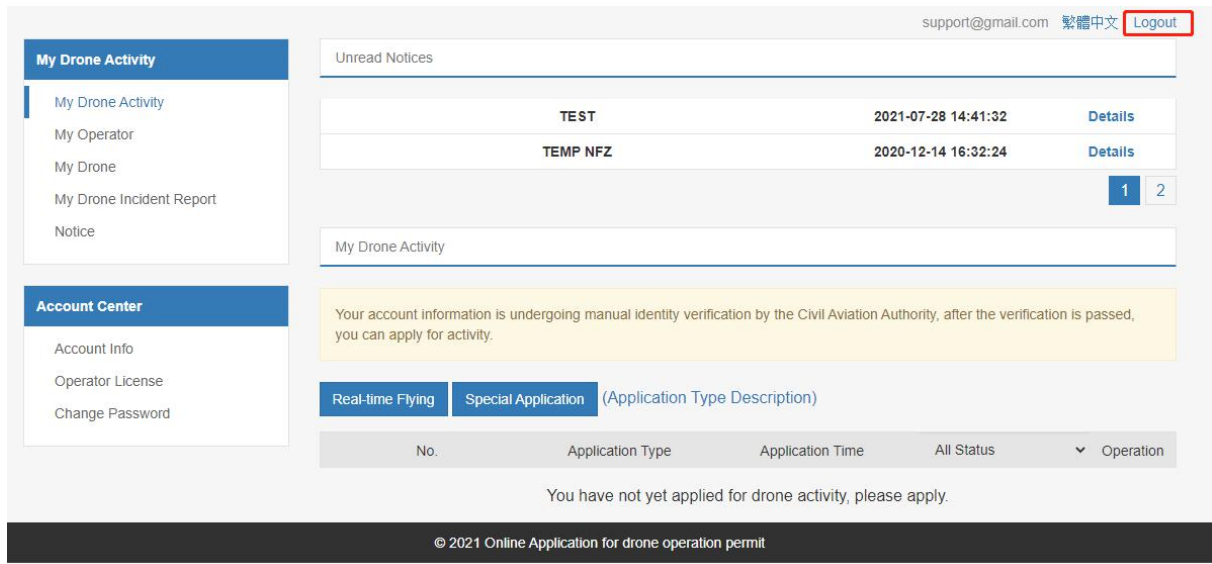 support@gmail.com 繁體中文 Logout
My Drone Activity
My Drone Activity
My Operator
My Drone
My Drone Incident Report
Notice
Account Center
Account Info
Operator License
Change Password
Unread Notices
TEST 2021-07-28 14:41:32 Details
TEMP NFZ 2020-12-14 16:32:24 Details
1 2
My Drone Activity
Your account information is undergoing manual identity verification by the Civil Aviation Authority, after the verification is passed,
you can apply for activity.
Real-time Flying Special Application (Application Type Description)
No. Application Type Application Time All Status Operation
You have not yet applied for drone activity, please apply.
© 2021 Online Application for drone operation permit